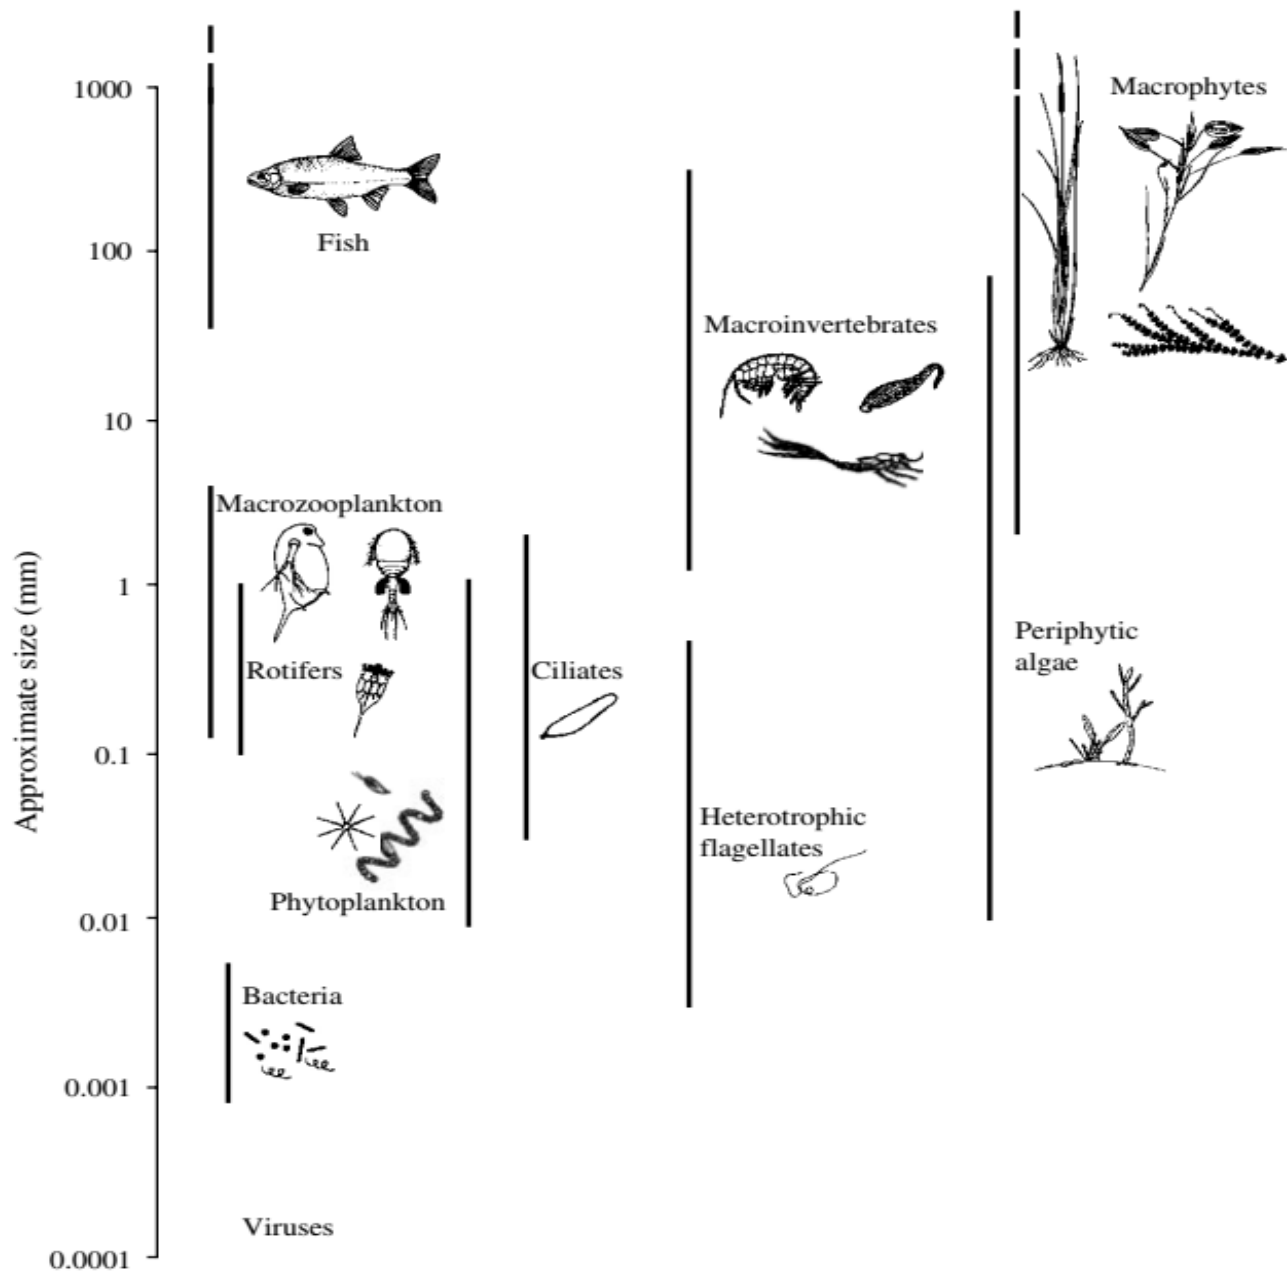 1000
Macrophytes
Fish
100
Macroinvertebrates
10
Macrozooplankton
Approximate size (mm)
1
Periphytic
algae
Rotifers
Ciliates
0.1
Heterotrophic
flagellates
Phytoplankton
0.01
Bacteria
0.001
Viruses
0.0001